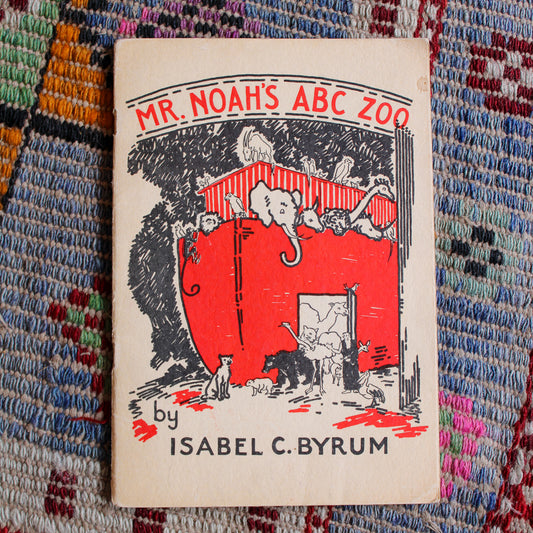 MR. NOAH'S ABC ZOO
by
ISABEL C. BYRUM